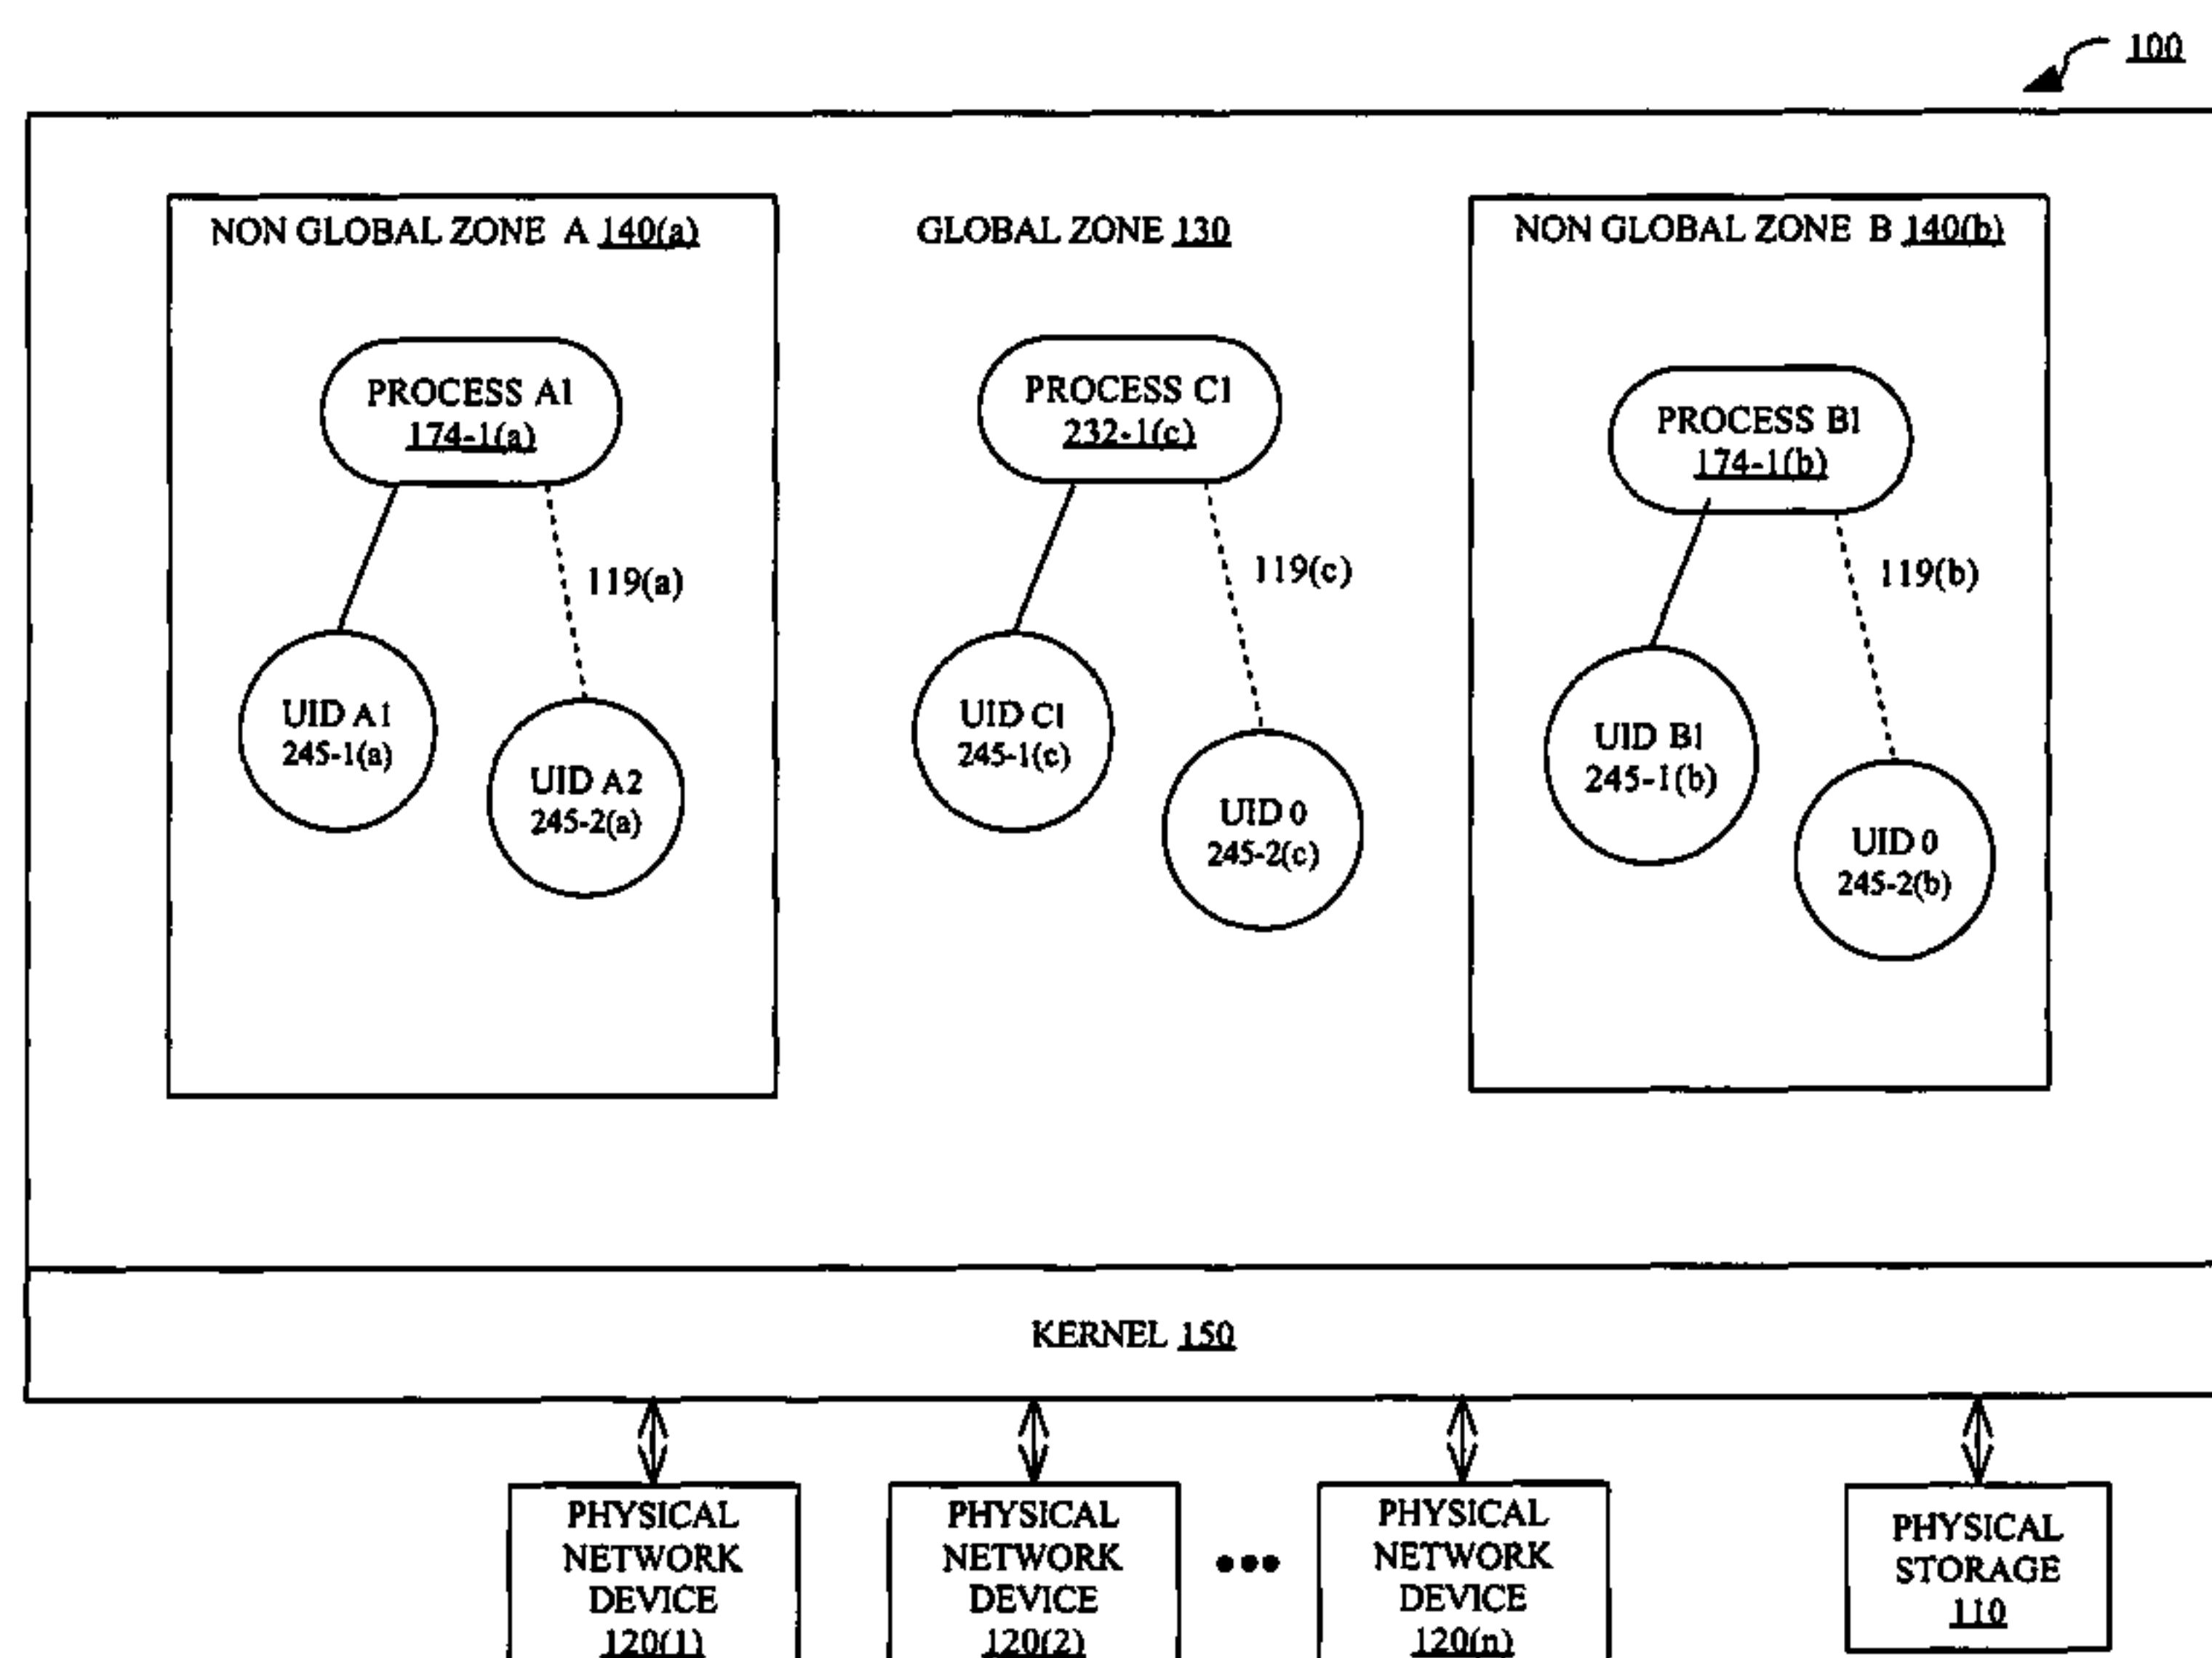 100
NON GLOBAL ZONE A 140(a)
GLOBAL ZONE 130
NON GLOBAL ZONE B 140(b)
PROCESS A1
174-1(a)
PROCESS C1
232-1(c)
PROCESS B1
174-1(b)
119(a)
119(c)
119(b)
UID A1
245-1(a)
UID A2
245-2(a)
UID C1
245-1(c)
UID 0
245-2(c)
UID B1
245-1(b)
UID 0
245-2(b)
KERNEL 150
PHYSICAL
NETWORK
DEVICE
120(1)
PHYSICAL
NETWORK
DEVICE
120(2)
•••
PHYSICAL
NETWORK
DEVICE
120(n)
PHYSICAL
STORAGE
110